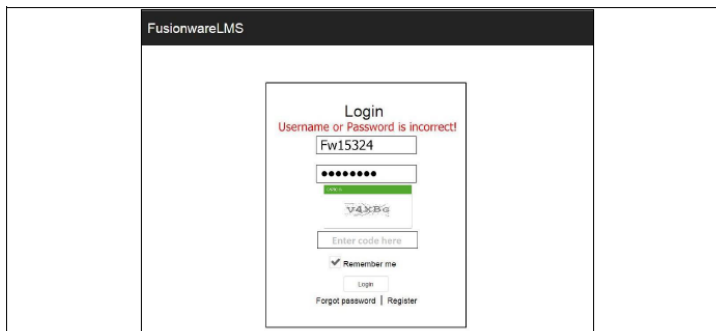 FusionwareLMS
Login
Username or Password is incorrect!
Fw15324
●●●●●●●●
V4XBG
Enter code here
Remember me
Login
Forgot password | Register